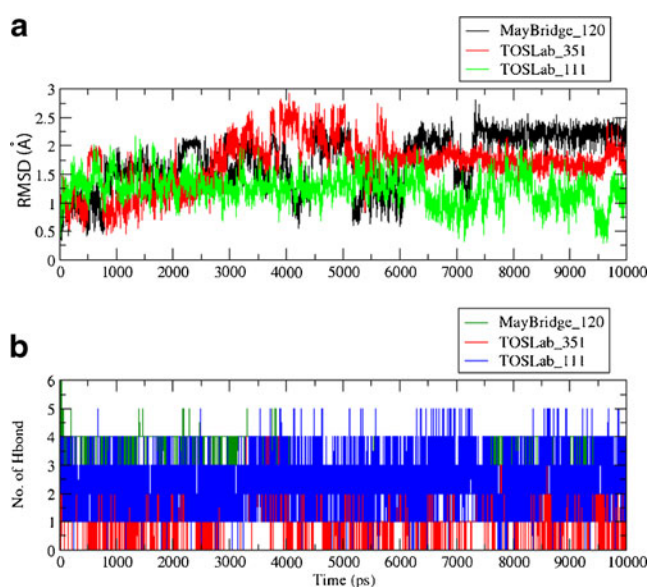 a
MayBridge_120
TOSLab_351
TOSLab_111
RMSD (Å)
3
2.5
2
1.5
1
0.5
0
0 1000 2000 3000 4000 5000 6000 7000 8000 9000 10000
b
MayBridge_120
TOSLab_351
TOSLab_111
No. of Hbond
6
5
4
3
2
1
0
0 1000 2000 3000 4000 5000 6000 7000 8000 9000 10000
Time (ps)